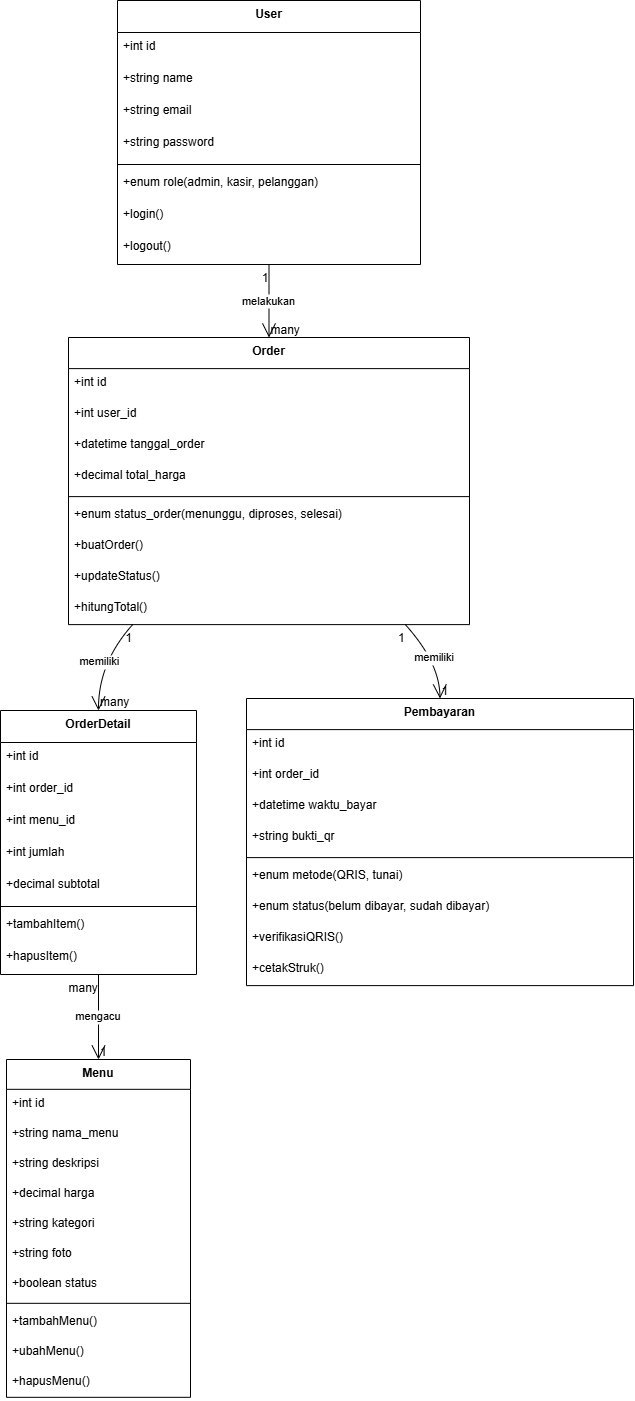 User
+int id
+string name
+string email
+string password
+enum role(admin, kasir, pelanggan)
+login()
+logout()
1
melakukan
many
Order
+int id
+int user_id
+datetime tanggal_order
+decimal total_harga
+enum status_order(menunggu, diproses, selesai)
+buatOrder()
+updateStatus()
+hitungTotal()
1
memiliki
many
1
memiliki
1
OrderDetail
+int id
+int order_id
+int menu_id
+int jumlah
+decimal subtotal
+tambahItem()
+hapusItem()
Pembayaran
+int id
+int order_id
+datetime waktu_bayar
+string bukti_qr
+enum metode(QRIS, tunai)
+enum status(belum dibayar, sudah dibayar)
+verifikasiQRIS()
+cetakStruk()
many
mengacu
1
Menu
+int id
+string nama_menu
+string deskripsi
+decimal harga
+string kategori
+string foto
+boolean status
+tambahMenu()
+ubahMenu()
+hapusMenu()